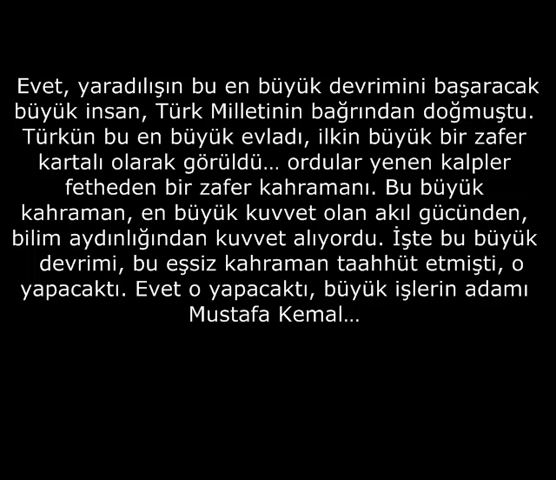 Evet, yaradılışın bu en büyük devrimini başaracak
büyük insan, Türk Milletinin bağrından doğmuştu.
Türkün bu en büyük evladı, ilkin büyük bir zafer
kartalı olarak görüldü... ordular yenen kalpler
fetheden bir zafer kahramanı. Bu büyük
kahraman, en büyük kuvvet olan akıl gücünden,
bilim aydınlığından kuvvet alıyordu. İşte bu büyük
devrimi, bu eşsiz kahraman taahhüt etmişti, o
yapacaktı. Evet o yapacaktı, büyük işlerin adamı
Mustafa Kemal...